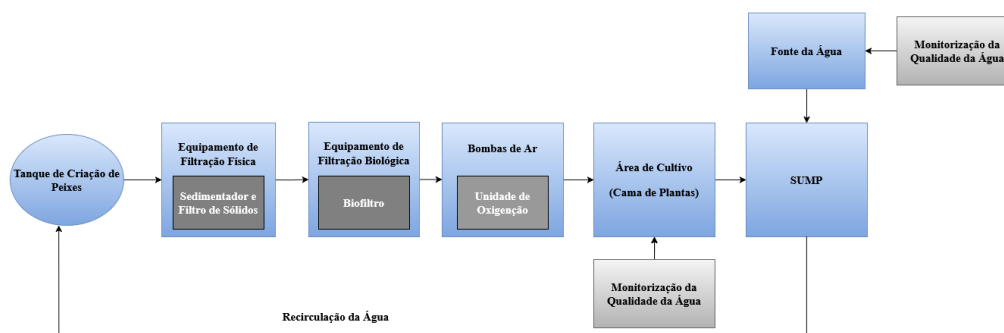 Fonte da Água
Monitorização da
Qualidade da Água
Tanque de Criação de
Peixes
Equipamento de
Filtração Física
Sedimentador e
Filtro de Sólidos
Equipamento de
Filtração Biológica
Biofiltro
Bombas de Ar
Unidade de
Oxigenção
Área de Cultivo
(Cama de Plantas)
SUMP
Monitorização da
Qualidade da Água
Recirculação da Água